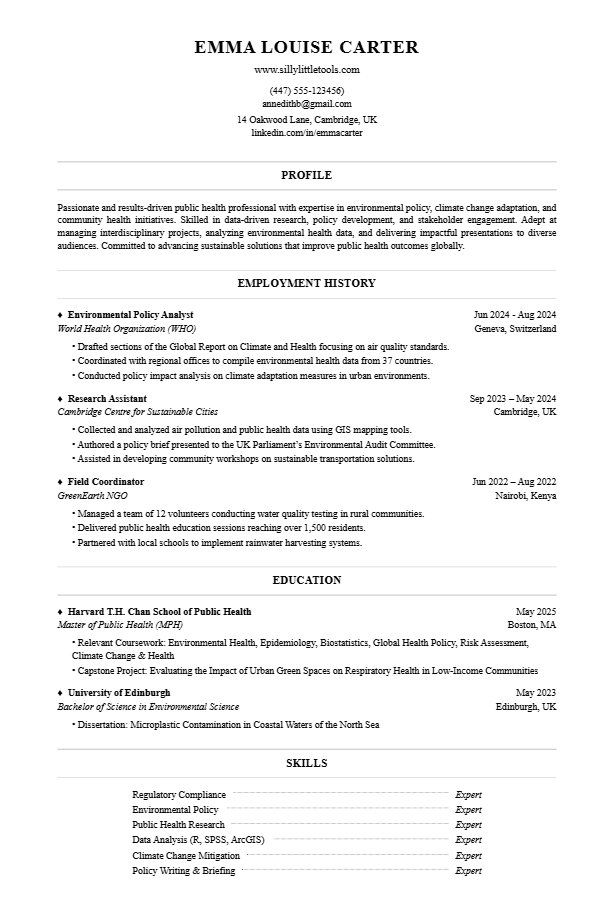 EMMA LOUISE CARTER
www.sillylittletools.com
(447) 555-123456)
annedithb@gmail.com
14 Oakwood Lane, Cambridge, UK
linkedin.com/in/emmacarter
PROFILE
Passionate and results-driven public health professional with expertise in environmental policy, climate change adaptation, and
community health initiatives. Skilled in data-driven research, policy development, and stakeholder engagement. Adept at
managing interdisciplinary projects, analyzing environmental health data, and delivering impactful presentations to diverse
audiences. Committed to advancing sustainable solutions that improve public health outcomes globally.
EMPLOYMENT HISTORY
♦ Environmental Policy Analyst Jun 2024 - Aug 2024
World Health Organization (WHO) Geneva, Switzerland
• Drafted sections of the Global Report on Climate and Health focusing on air quality standards.
• Coordinated with regional offices to compile environmental health data from 37 countries.
• Conducted policy impact analysis on climate adaptation measures in urban environments.
♦ Research Assistant Sep 2023 – May 2024
Cambridge Centre for Sustainable Cities Cambridge, UK
• Collected and analyzed air pollution and public health data using GIS mapping tools.
• Authored a policy brief presented to the UK Parliament's Environmental Audit Committee.
• Assisted in developing community workshops on sustainable transportation solutions.
♦ Field Coordinator Jun 2022 – Aug 2022
GreenEarth NGO Nairobi, Kenya
• Managed a team of 12 volunteers conducting water quality testing in rural communities.
• Delivered public health education sessions reaching over 1,500 residents.
• Partnered with local schools to implement rainwater harvesting systems.
EDUCATION
♦ Harvard T.H. Chan School of Public Health May 2025
Master of Public Health (MPH) Boston, MA
• Relevant Coursework: Environmental Health, Epidemiology, Biostatistics, Global Health Policy, Risk Assessment,
Climate Change & Health
• Capstone Project: Evaluating the Impact of Urban Green Spaces on Respiratory Health in Low-Income Communities
♦ University of Edinburgh May 2023
Bachelor of Science in Environmental Science Edinburgh, UK
• Dissertation: Microplastic Contamination in Coastal Waters of the North Sea
SKILLS
Regulatory Compliance Expert
Environmental Policy Expert
Public Health Research Expert
Data Analysis (R, SPSS, ArcGIS) Expert
Climate Change Mitigation Expert
Policy Writing & Briefing Expert